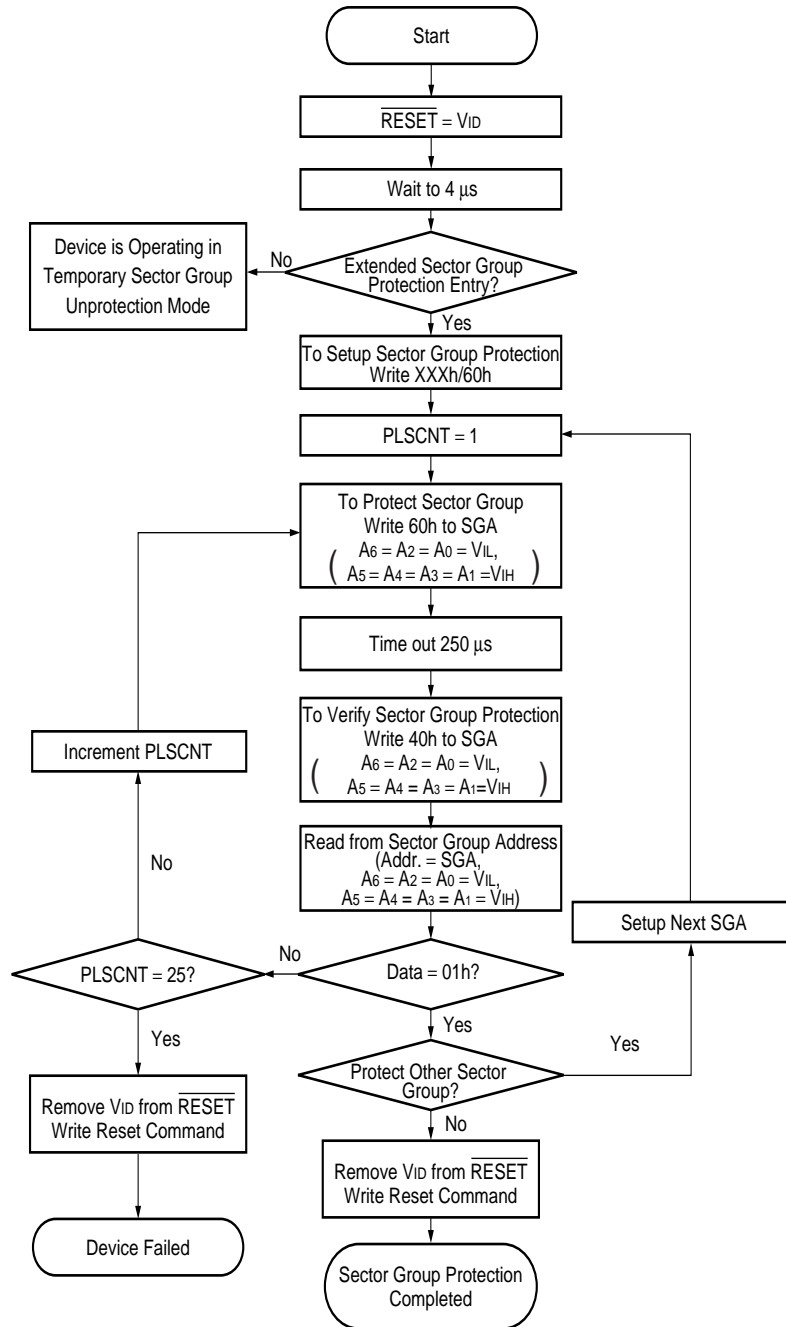 Start
RESET = VID
Wait to 4 μs
Device is Operating in
Temporary Sector Group
Unprotection Mode
No
Extended Sector Group
Protection Entry?
Yes
To Setup Sector Group Protection
Write XXXh/60h
PLSCNT = 1
To Protect Sector Group
Write 60h to SGA
( A6 = A2 = A0 = VIL,
A5 = A4 = A3 = A1 =VIH )
Time out 250 μs
To Verify Sector Group Protection
Write 40h to SGA
( A6 = A2 = A0 = VIL,
A5 = A4 = A3 = A1=VIH )
Increment PLSCNT
Read from Sector Group Address
(Addr. = SGA,
A6 = A2 = A0 = VIL,
A5 = A4 = A3 = A1 = VIH)
No
Setup Next SGA
PLSCNT = 25?
No
Data = 01h?
Yes
Yes
Yes
Protect Other Sector
Group?
No
Remove VID from RESET
Write Reset Command
Remove VID from RESET
Write Reset Command
Device Failed
Sector Group Protection
Completed